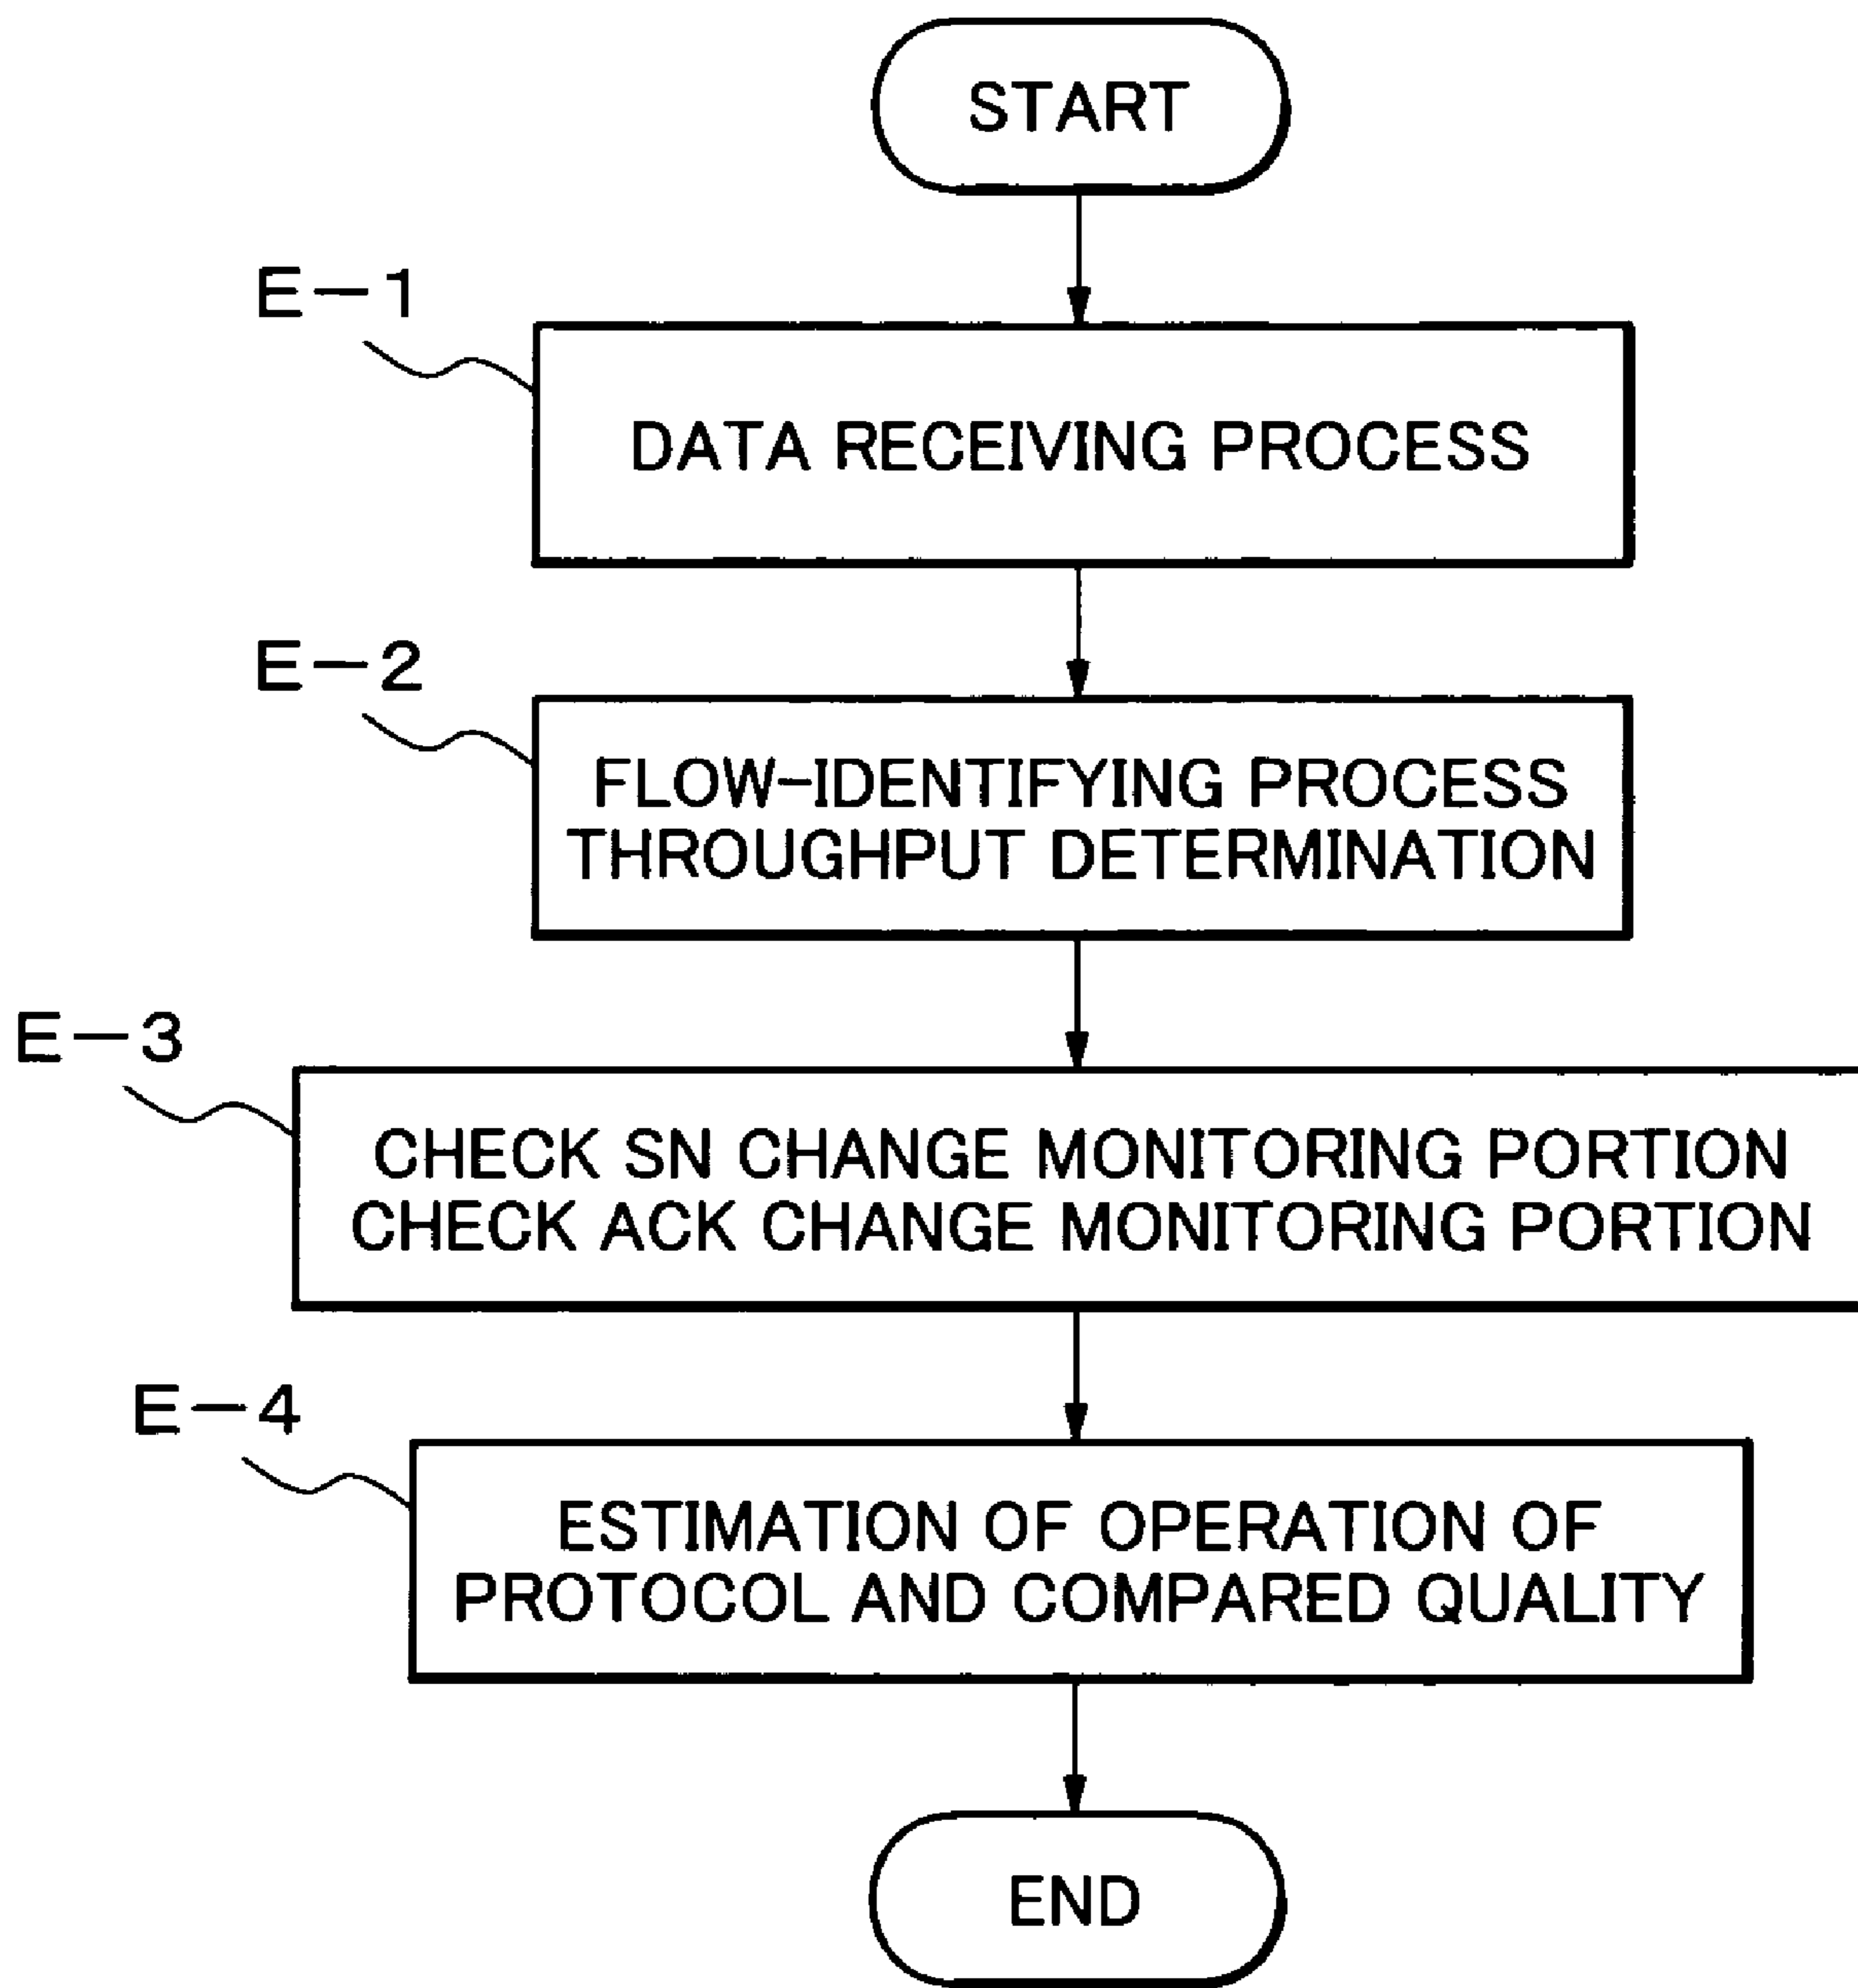 START
E-1
DATA RECEIVING PROCESS
E-2
FLOW-IDENTIFYING PROCESS
THROUGHPUT DETERMINATION
E-3
CHECK SN CHANGE MONITORING PORTION
CHECK ACK CHANGE MONITORING PORTION
E-4
ESTIMATION OF OPERATION OF
PROTOCOL AND COMPARED QUALITY
END